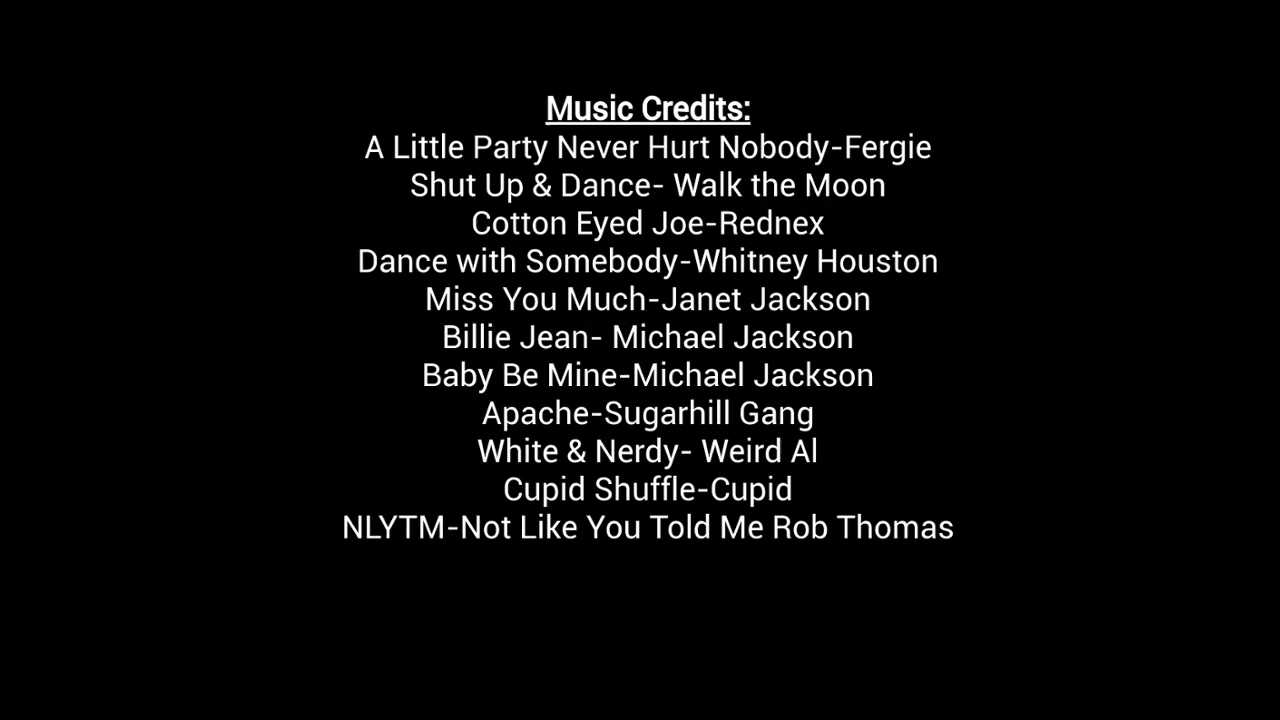 Music Credits:
A Little Party Never Hurt Nobody-Fergie
Shut Up & Dance- Walk the Moon
Cotton Eyed Joe-Rednex
Dance with Somebody-Whitney Houston
Miss You Much-Janet Jackson
Billie Jean- Michael Jackson
Baby Be Mine-Michael Jackson
Apache-Sugarhill Gang
White & Nerdy- Weird Al
Cupid Shuffle-Cupid
NLYTM-Not Like You Told Me Rob Thomas